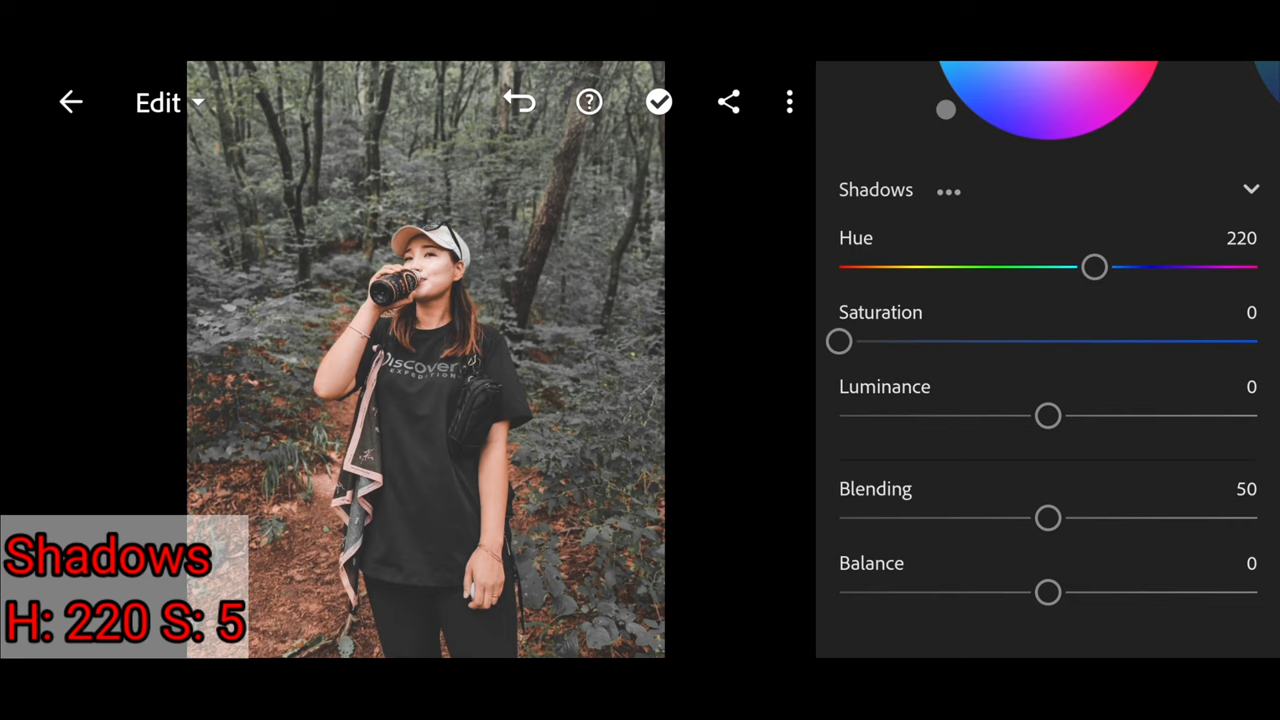 Edit
Shadows
Hue 220
Saturation 0
Luminance 0
Blending 50
Balance 0
Discovery
EXPEDITION
Shadows
H: 220 S: 5